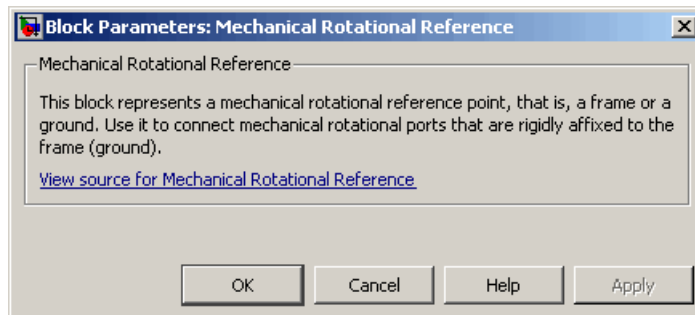 Block Parameters: Mechanical Rotational Reference
Mechanical Rotational Reference
This block represents a mechanical rotational reference point, that is, a frame or a
ground. Use it to connect mechanical rotational ports that are rigidly affixed to the
frame (ground).
View source for Mechanical Rotational Reference
OK Cancel Help Apply